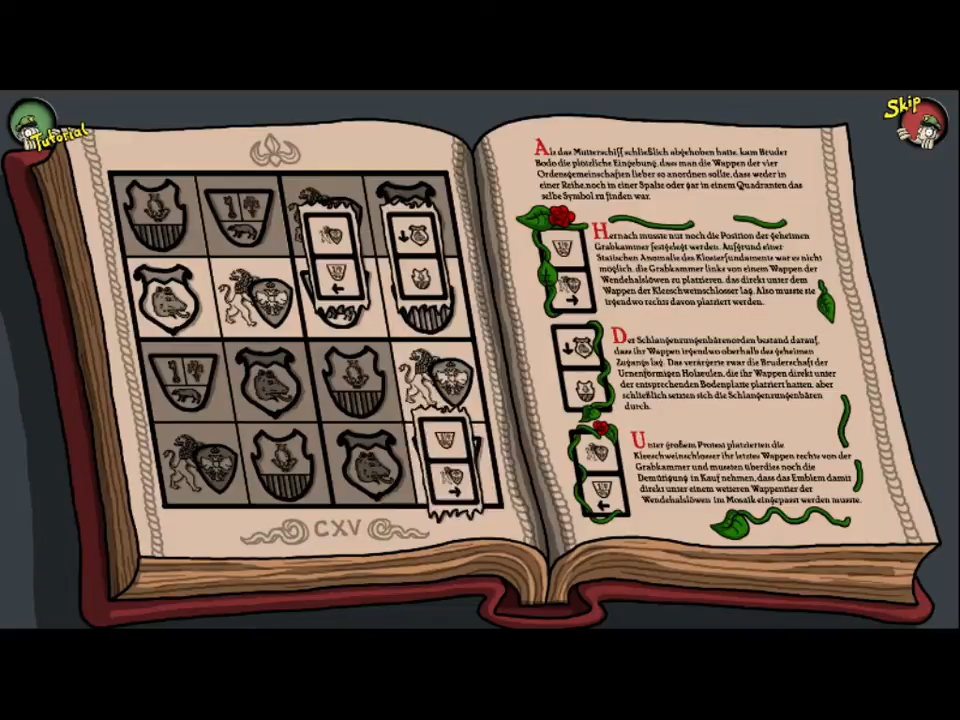 Tutorial
Skip
Als das Mutterschiff schließlich abgehoben hatte, kam Bruder
Bodo die plötzliche Eingebung, dass man die Wappen der vier
Ordensgemeinschaften lieber so anordnen sollte, dass weder in
einer Reihe, noch in einer Spalte oder gar in einem Quadranten das
selbe Symbol zu finden war.
Hernach musste nur noch die Position der geheimen
Grabkammer festgelegt werden. Aufgrund einer
Statischen Anomalie des Klosterfundaments war es nicht
möglich, die Grabkammer links von einem Wappen der
Wendehalslöwen zu platzieren, das direkt unter dem
Wappen der Kleeschweinschlosser lag. Also musste sie
irgendwo rechts davon platziert werden.
Der Schlangenzungenbärenorden bestand darauf,
dass ihr Wappen irgendwo oberhalb des geheimen
Zugangs lag. Das verärgerte zwar die Bruderschaft der
Urnenförmigen Holzeulen, die ihr Wappen direkt unter
der entsprechenden Bodenplatte platziert hatten, aber
schließlich setzten sich die Schlangenzungenbären
durch.
Unter großem Protest platzierten die
Kleeschweinschlosser ihr letztes Wappen rechts von der
Grabkammer und mussten überdies noch die
Demütigung in Kauf nehmen, dass das Emblem damit
direkt unter einem weiteren Wappentier der
Wendehalslöwen im Mosaik eingepasst werden musste.
CXV